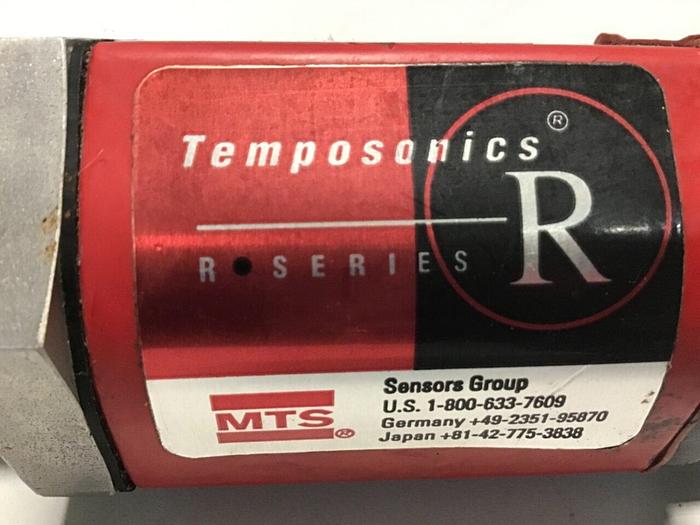 Temposonics®
R
R • SERIES
MTS®
Sensors Group
U.S. 1-800-633-7609
Germany +49-2351-95870
Japan +81-42-775-3838